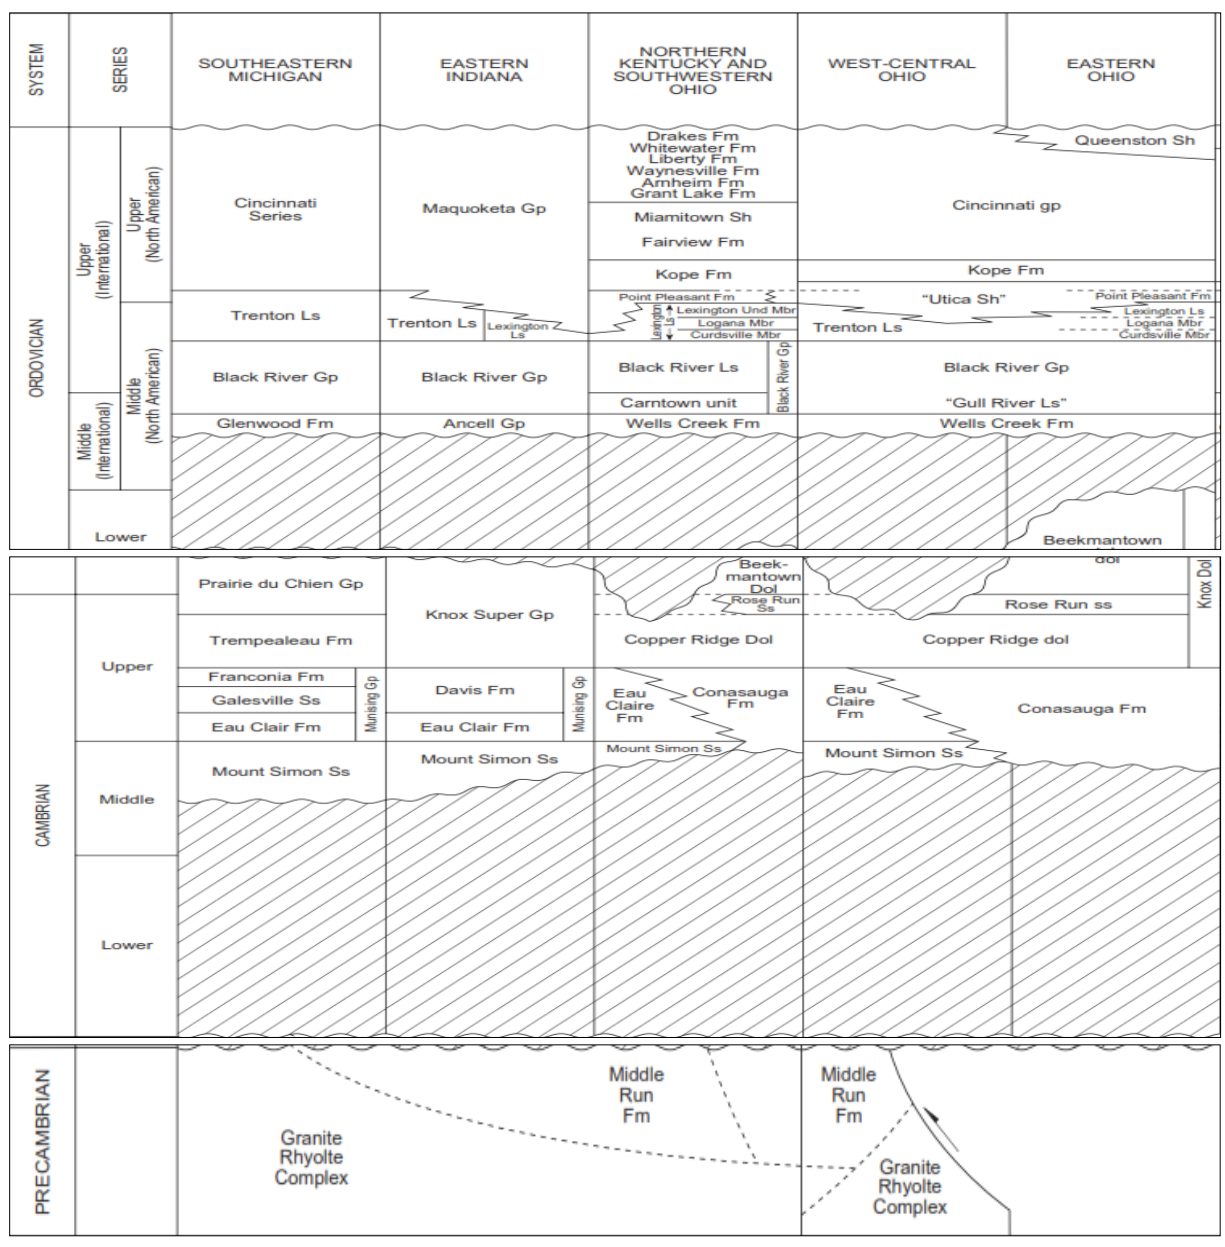 SYSTEM
SERIES
SOUTHEASTERN
MICHIGAN
EASTERN
INDIANA
NORTHERN
KENTUCKY AND
SOUTHWESTERN
OHIO
WEST-CENTRAL
OHIO
EASTERN
OHIO
ORDOVICIAN
Upper
(International)
Middle
(International)
Lower
Upper
(North American)
Middle
(North American)
Cincinnati
Series
Trenton Ls
Black River Gp
Glenwood Fm
Maquoketa Gp
Trenton Ls
Lexington
Ls
Black River Gp
Ancell Gp
Drakes Fm
Whitewater Fm
Liberty Fm
Waynesville Fm
Arnheim Fm
Grant Lake Fm
Miamitown Sh
Fairview Fm
Kope Fm
Point Pleasant Fm
Lexington
Ls
Lexington Und Mbr
Logana Mbr
Curdsville Mbr
Black River Ls
Carntown unit
Black River Gp
Wells Creek Fm
Queenston Sh
Cincinnati gp
Kope Fm
"Utica Sh"
Point Pleasant Fm
Trenton Ls
Lexington Ls
Logana Mbr
Curdsville Mbr
Black River Gp
"Gull River Ls"
Wells Creek Fm
Beekmantown
dol
Knox Dol
CAMBRIAN
Upper
Middle
Lower
Prairie du Chien Gp
Trempealeau Fm
Franconia Fm
Galesville Ss
Eau Clair Fm
Munising Gp
Mount Simon Ss
Knox Super Gp
Davis Fm
Eau Clair Fm
Munising Gp
Mount Simon Ss
Beek-
mantown
Dol
Rose Run
Ss
Copper Ridge Dol
Eau
Claire
Fm
Conasauga
Fm
Mount Simon Ss
Rose Run ss
Copper Ridge dol
Eau
Claire
Fm
Conasauga Fm
Mount Simon Ss
PRECAMBRIAN
Granite
Rhyolte
Complex
Middle
Run
Fm
Middle
Run
Fm
Granite
Rhyolte
Complex